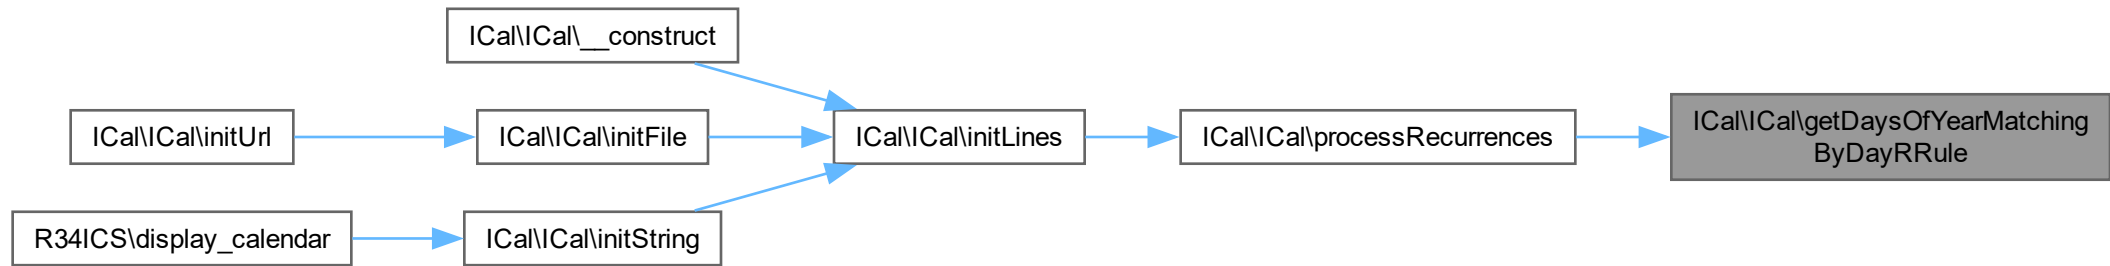 ICal\ICal\__construct
ICal\ICal\initUrl
ICal\ICal\initFile
ICal\ICal\initLines
ICal\ICal\processRecurrences
ICal\ICal\getDaysOfYearMatching
ByDayRRule
R34ICS\display_calendar
ICal\ICal\initString